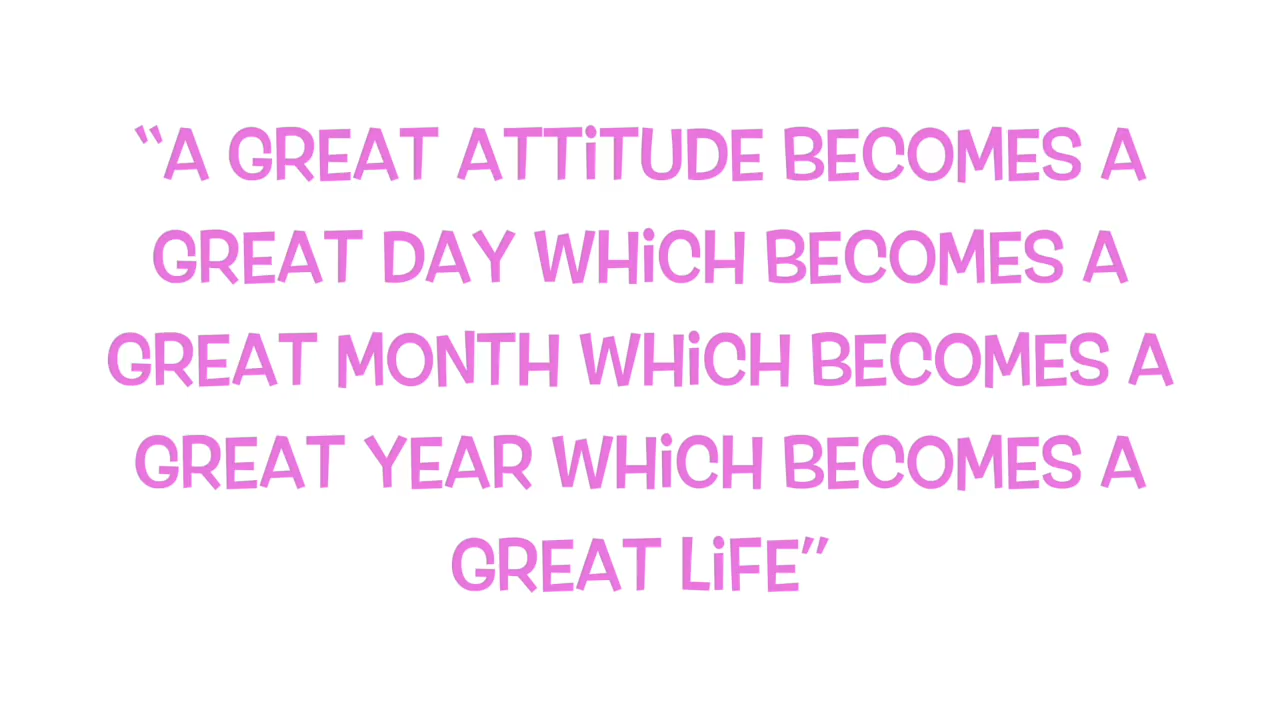 “A GREAT ATTiTUDE BECOMES A
GREAT DAY WHiCH BECOMES A
GREAT MONTH WHiCH BECOMES A
GREAT YEAR WHiCH BECOMES A
GREAT LiFE”